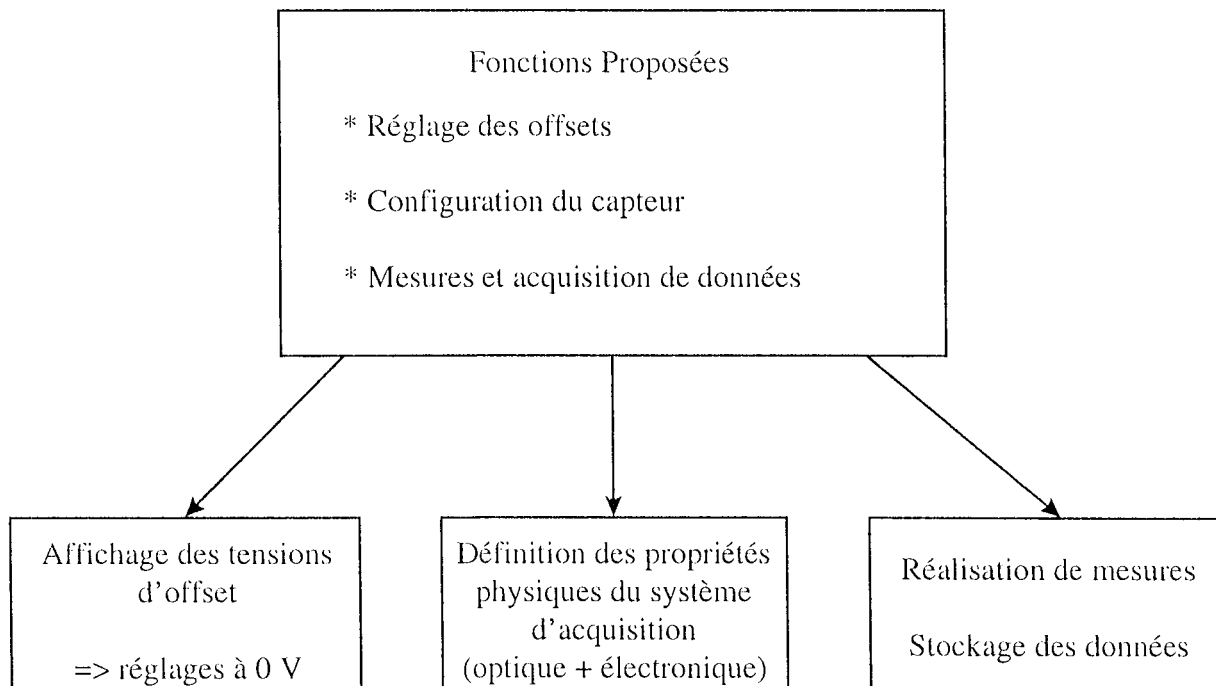 Fonctions Proposées
* Réglage des offsets
* Configuration du capteur
* Mesures et acquisition de données
Affichage des tensions
d'offset
=> réglages à 0 V
Définition des propriétés
physiques du système
d'acquisition
(optique + électronique)
Réalisation de mesures
Stockage des données